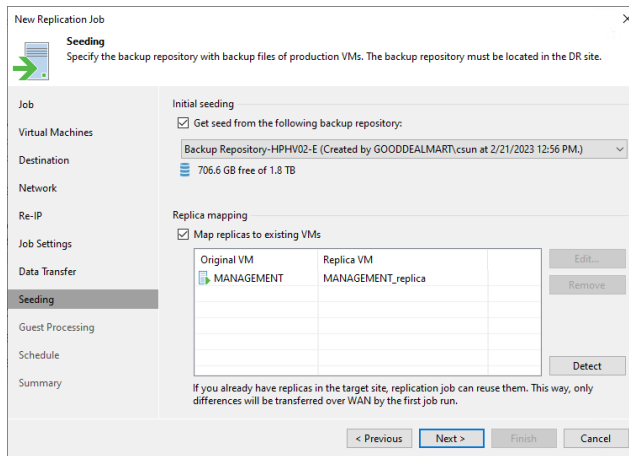 New Replication Job
Seeding
Specify the backup repository with backup files of production VMs. The backup repository must be located in the DR site.
Job
Virtual Machines
Destination
Network
Re-IP
Job Settings
Data Transfer
Seeding
Guest Processing
Schedule
Summary
Initial seeding
Get seed from the following backup repository:
Backup Repository-HPHV02-E (Created by GOODDEALMART\csun at 2/21/2023 12:56 PM.)
706.6 GB free of 1.8 TB
Replica mapping
Map replicas to existing VMs
Original VM Replica VM
MANAGEMENT MANAGEMENT_replica
Edit...
Remove
Detect
If you already have replicas in the target site, replication job can reuse them. This way, only
differences will be transferred over WAN by the first job run.
< Previous Next > Finish Cancel